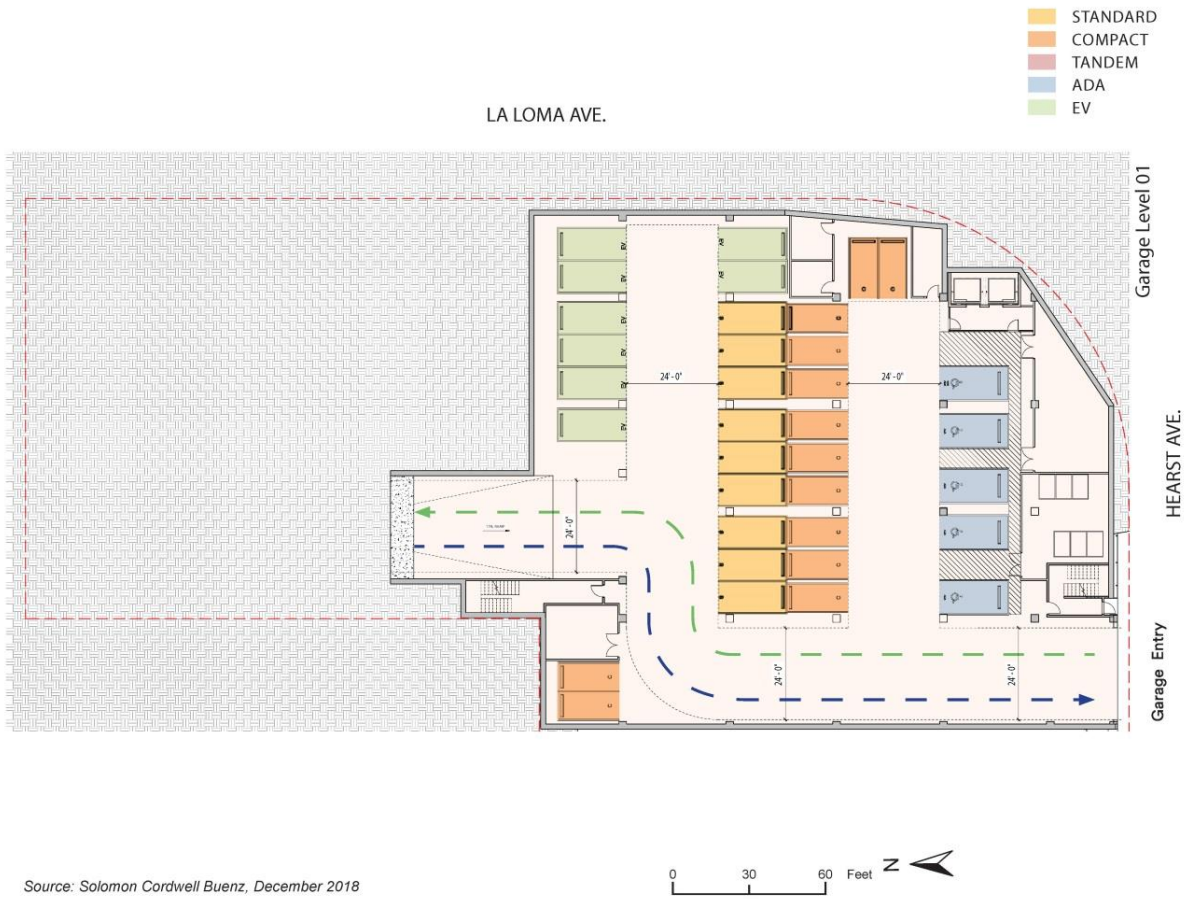 STANDARD
COMPACT
TANDEM
ADA
EV
LA LOMA AVE.
Garage Level 01
HEARST AVE.
Garage Entry
EV
EV
EV
EV
EV
EV
EV
EV
24'-0"
24'-0"
24'-0"
24'-0"
24'-0"
C
C
C
C
C
C
C
C
C
C
C
0 30 60 Feet
N
Source: Solomon Cordwell Buenz, December 2018